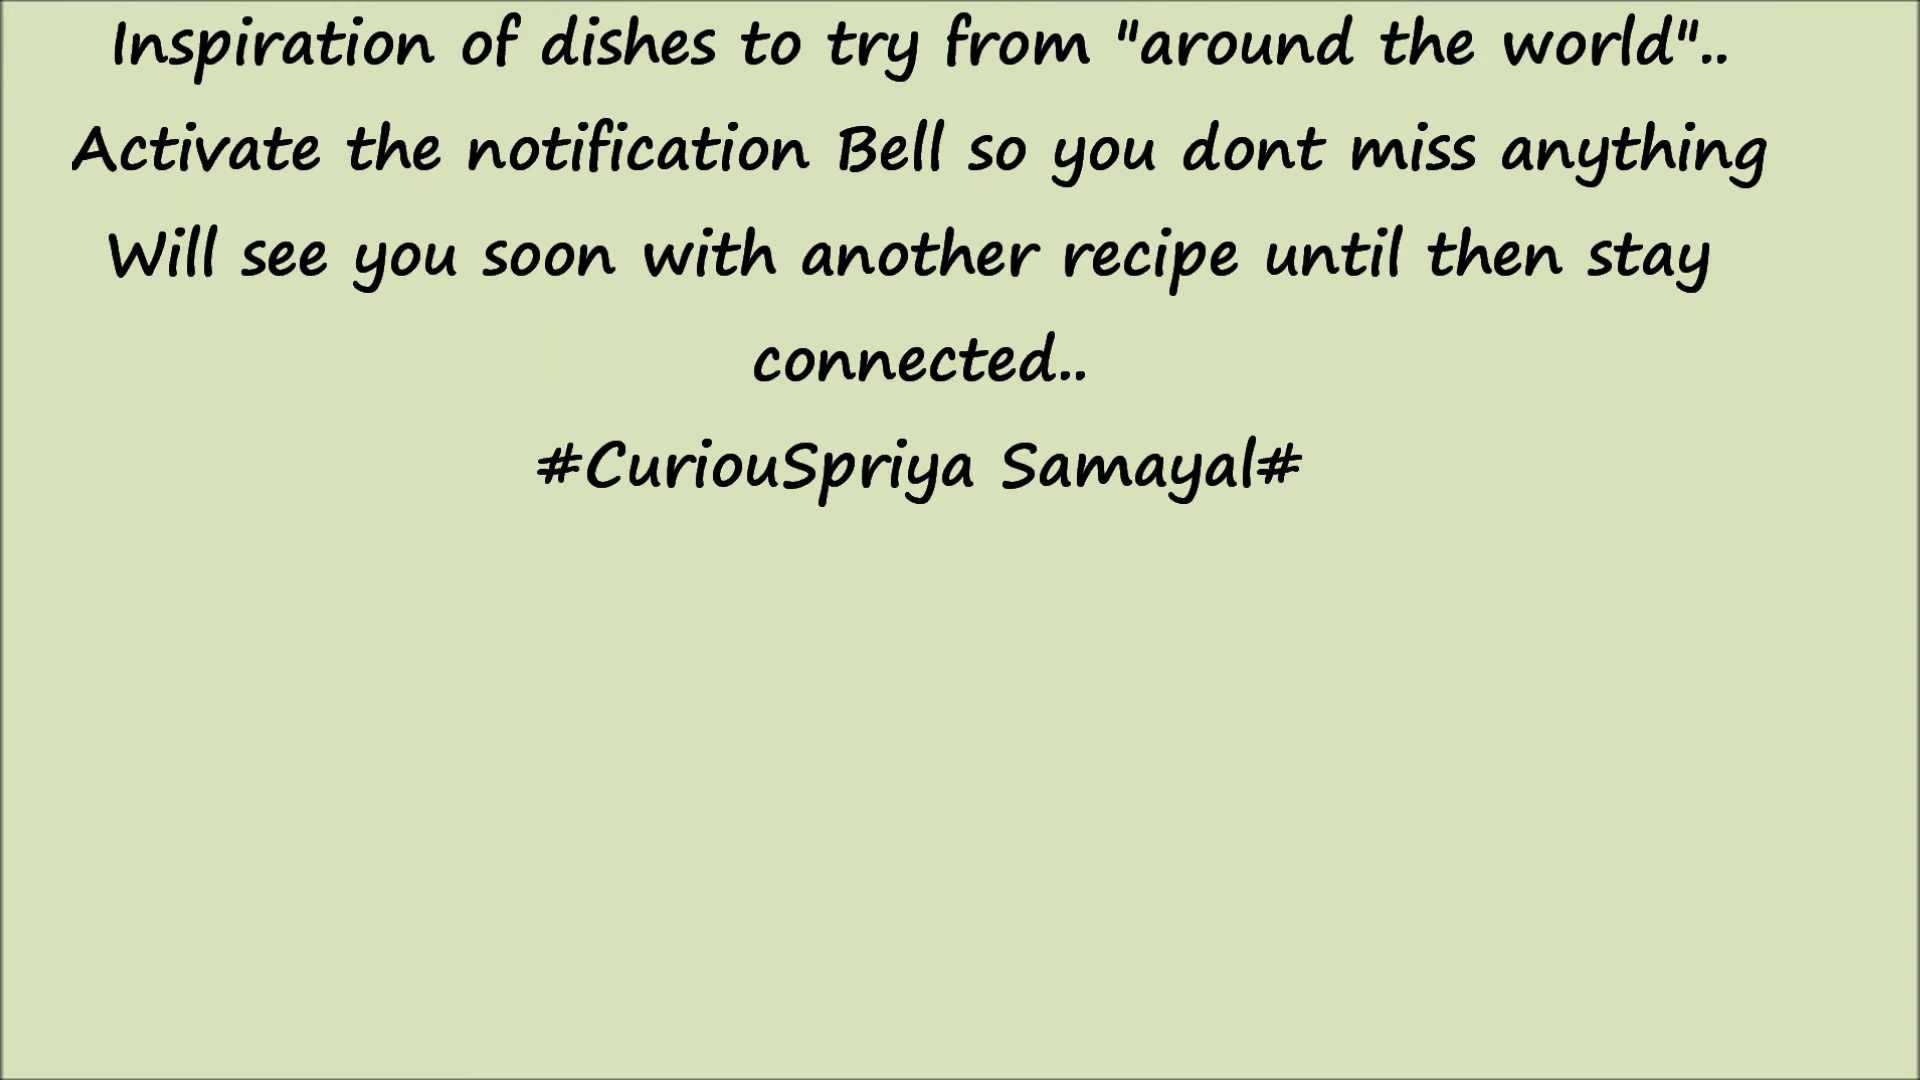 Inspiration of dishes to try from "around the world"..
Activate the notification Bell so you dont miss anything
Will see you soon with another recipe until then stay
connected..
#CuriouSpriya Samayal#